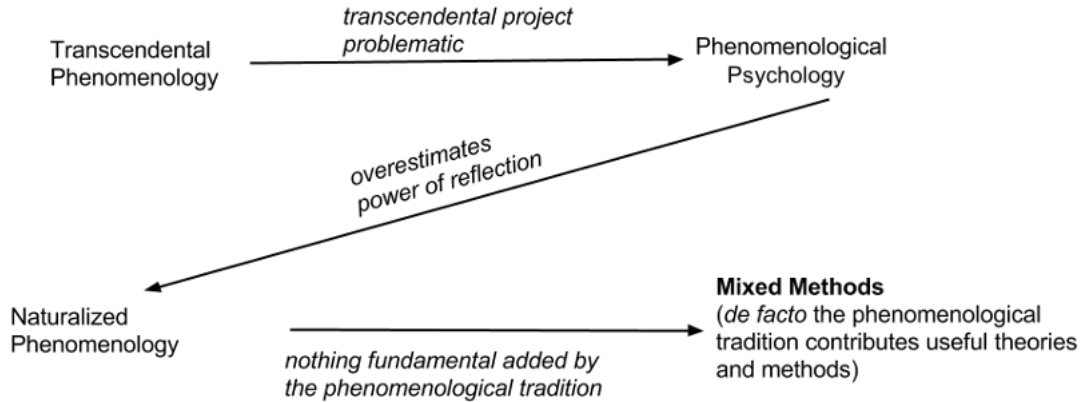 transcendental project
problematic
Transcendental
Phenomenology
Phenomenological
Psychology
overestimates
power of reflection
Naturalized
Phenomenology
nothing fundamental added by
the phenomenological tradition
Mixed Methods
(de facto the phenomenological
tradition contributes useful theories
and methods)